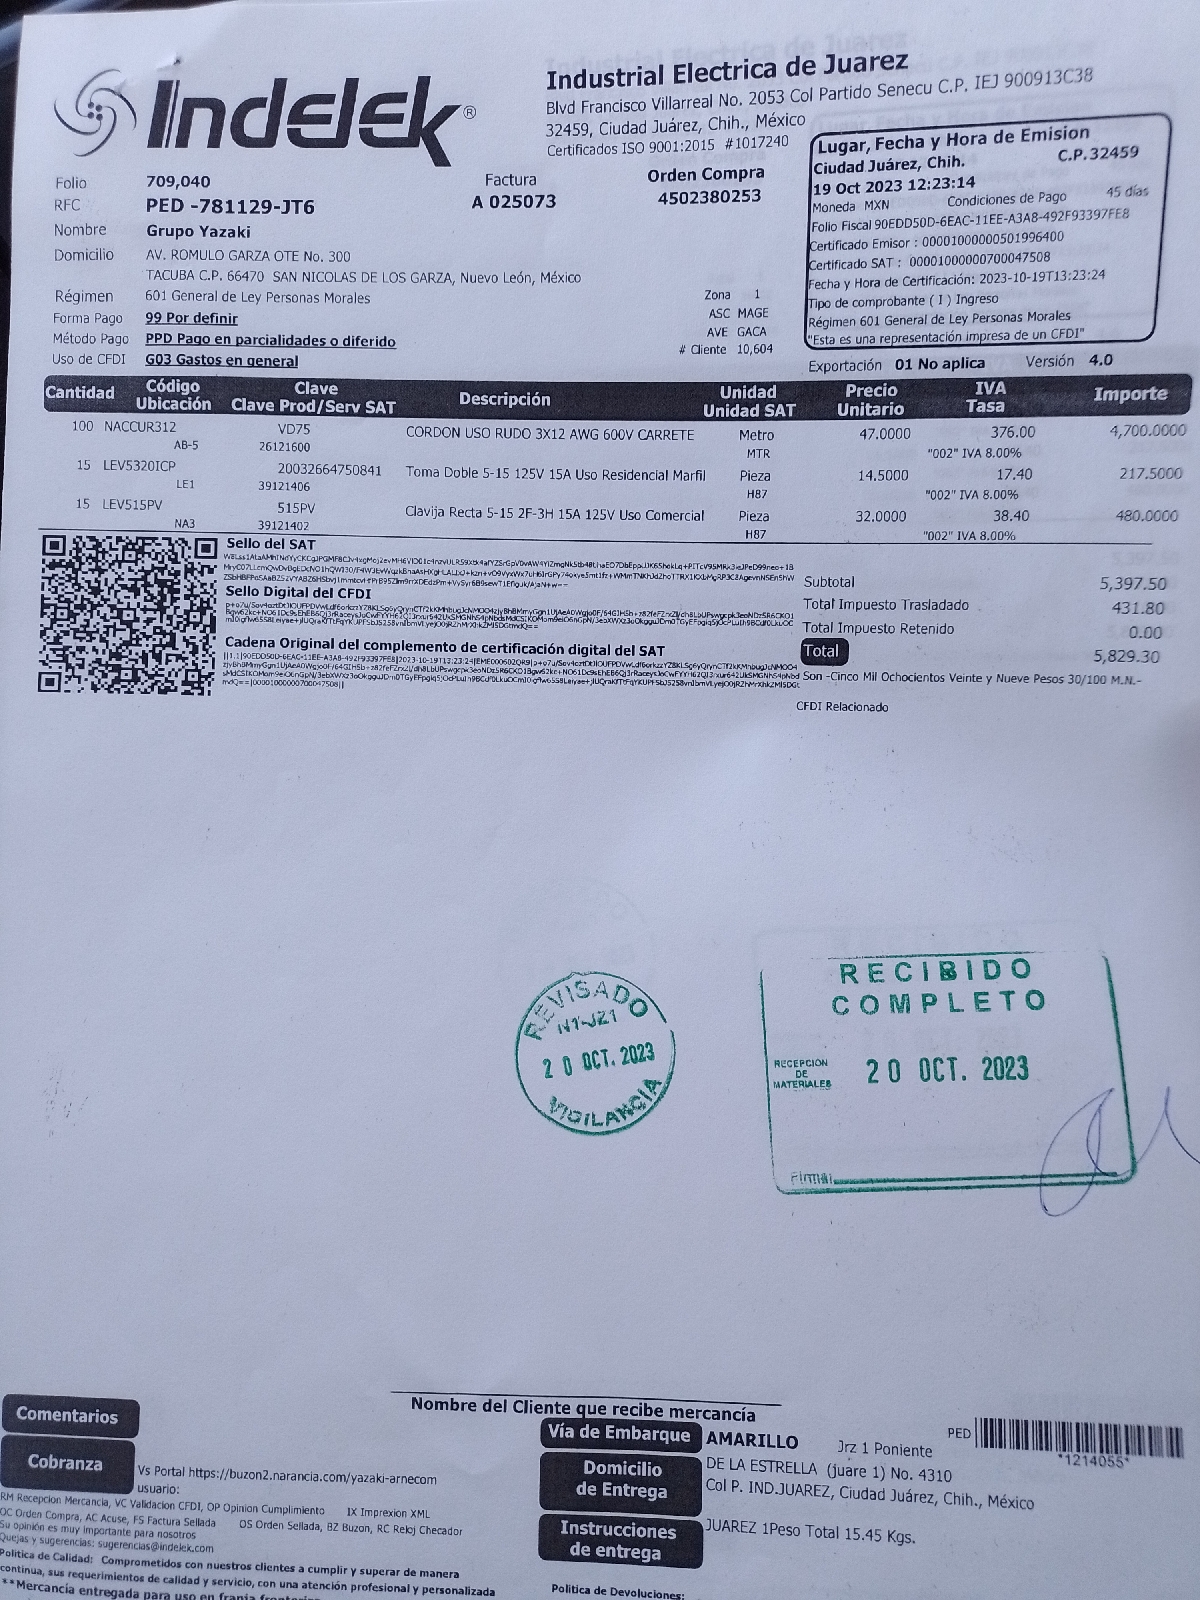 Indelek®
Industrial Electrica de Juarez
Blvd Francisco Villarreal No. 2053 Col Partido Senecu C.P. IEJ 900913C38
32459, Ciudad Juárez, Chih., México
Certificados ISO 9001:2015 #1017240
Lugar, Fecha y Hora de Emision
Ciudad Juárez, Chih. C.P.32459
19 Oct 2023 12:23:14
Moneda MXN Condiciones de Pago 45 días
Folio Fiscal 90EDD50D-6EAC-11EE-A3A8-492F93397FE8
Certificado Emisor : 00001000000501996400
Certificado SAT : 00001000000700047508
Fecha y Hora de Certificación: 2023-10-19T13:23:24
Tipo de comprobante ( I ) Ingreso
Régimen 601 General de Ley Personas Morales
"Esta es una representación impresa de un CFDI"
Folio 709,040
Factura
A 025073
Orden Compra
4502380253
RFC PED -781129-JT6
Nombre Grupo Yazaki
Domicilio AV. ROMULO GARZA OTE No. 300
TACUBA C.P. 66470 SAN NICOLAS DE LOS GARZA, Nuevo León, México
Régimen 601 General de Ley Personas Morales
Forma Pago 99 Por definir
Método Pago PPD Pago en parcialidades o diferido
Uso de CFDI G03 Gastos en general
Zona 1
ASC MAGE
AVE GACA
# Cliente 10,604
Exportación 01 No aplica Versión 4.0
Cantidad Código Ubicación Clave Clave Prod/Serv SAT Descripción Unidad Unidad SAT Precio Unitario IVA Tasa Importe
100 NACCUR312 VD75 CORDON USO RUDO 3X12 AWG 600V CARRETE Metro 47.0000 376.00 4,700.0000
AB-5 26121600 MTR "002" IVA 8.00%
15 LEV5320ICP 20032664750841 Toma Doble 5-15 125V 15A Uso Residencial Marfil Pieza 14.5000 17.40 217.5000
LE1 39121406 H87 "002" IVA 8.00%
15 LEV515PV 515PV Clavija Recta 5-15 2F-3H 15A 125V Uso Comercial Pieza 32.0000 38.40 480.0000
NA3 39121402 H87 "002" IVA 8.00%
Sello del SAT
Sello Digital del CFDI
Cadena Original del complemento de certificación digital del SAT
Subtotal 5,397.50
Total Impuesto Trasladado 431.80
Total Impuesto Retenido 0.00
Total 5,829.30
Son -Cinco Mil Ochocientos Veinte y Nueve Pesos 30/100 M.N.-
CFDI Relacionado
REVISADO
20 OCT. 2023
VIGILANCIA
RECIBIDO
COMPLETO
RECEPCION
DE
MATERIALES
20 OCT. 2023
Firma:
Nombre del Cliente que recibe mercancía
Comentarios
Cobranza
Vs Portal https://buzon2.narancia.com/yazaki-arnecom
usuario:
RM Recepcion Mercancia, VC Validacion CFDI, OP Opinion Cumplimiento IX Imprexion XML
OC Orden Compra, AC Acuse, FS Factura Sellada OS Orden Sellada, BZ Buzon, RC Reloj Checador
Su opinión es muy importante para nosotros
Quejas y sugerencias: sugerencias@indelek.com
Politica de Calidad: Comprometidos con nuestros clientes a cumplir y superar de manera
continua, sus requerimientos de calidad y servicio, con una atención profesional y personalizada
**Mercancía entregada para uso en franja
Vía de Embarque AMARILLO Jrz 1 Poniente
PED *1214055*
Domicilio de Entrega
DE LA ESTRELLA (juare 1) No. 4310
Col P. IND.JUAREZ, Ciudad Juárez, Chih., México
Instrucciones de entrega
JUAREZ 1Peso Total 15.45 Kgs.
Politica de Devoluciones: